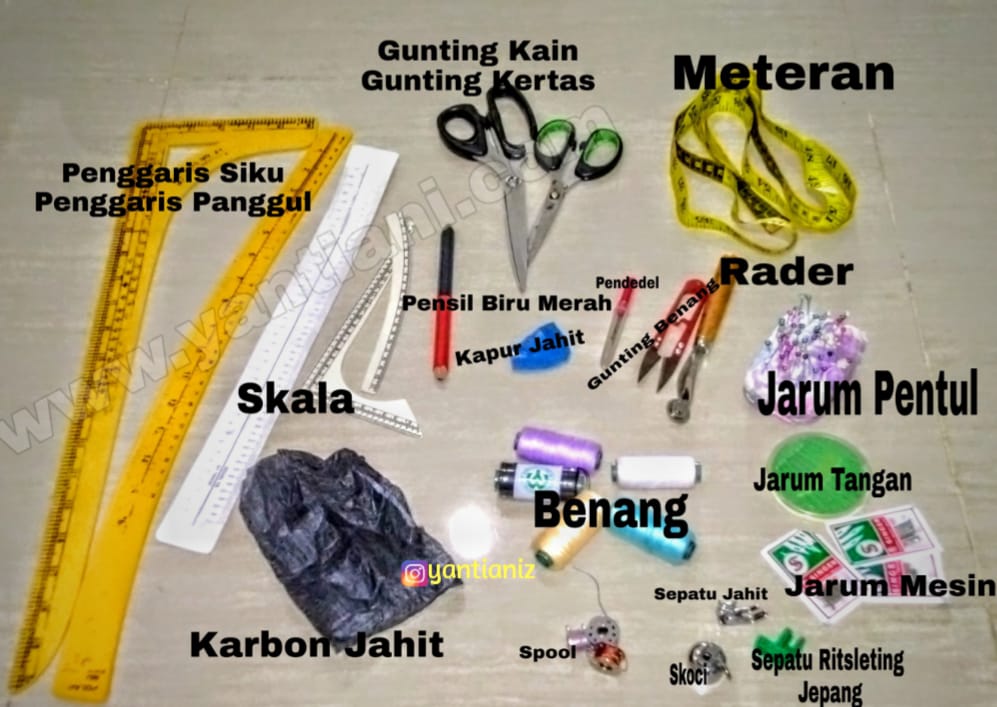 Gunting Kain
Gunting Kertas
Meteran
Penggaris Siku
Penggaris Panggul
www.yantiani.com
Pendedel
Rader
Pensil Biru Merah
Gunting Benang
Kapur Jahit
Skala
Jarum Pentul
Jarum Tangan
Benang
yantianiz
Jarum Mesin
Sepatu Jahit
Karbon Jahit
Spool
Skoci
Sepatu Ritsleting
Jepang